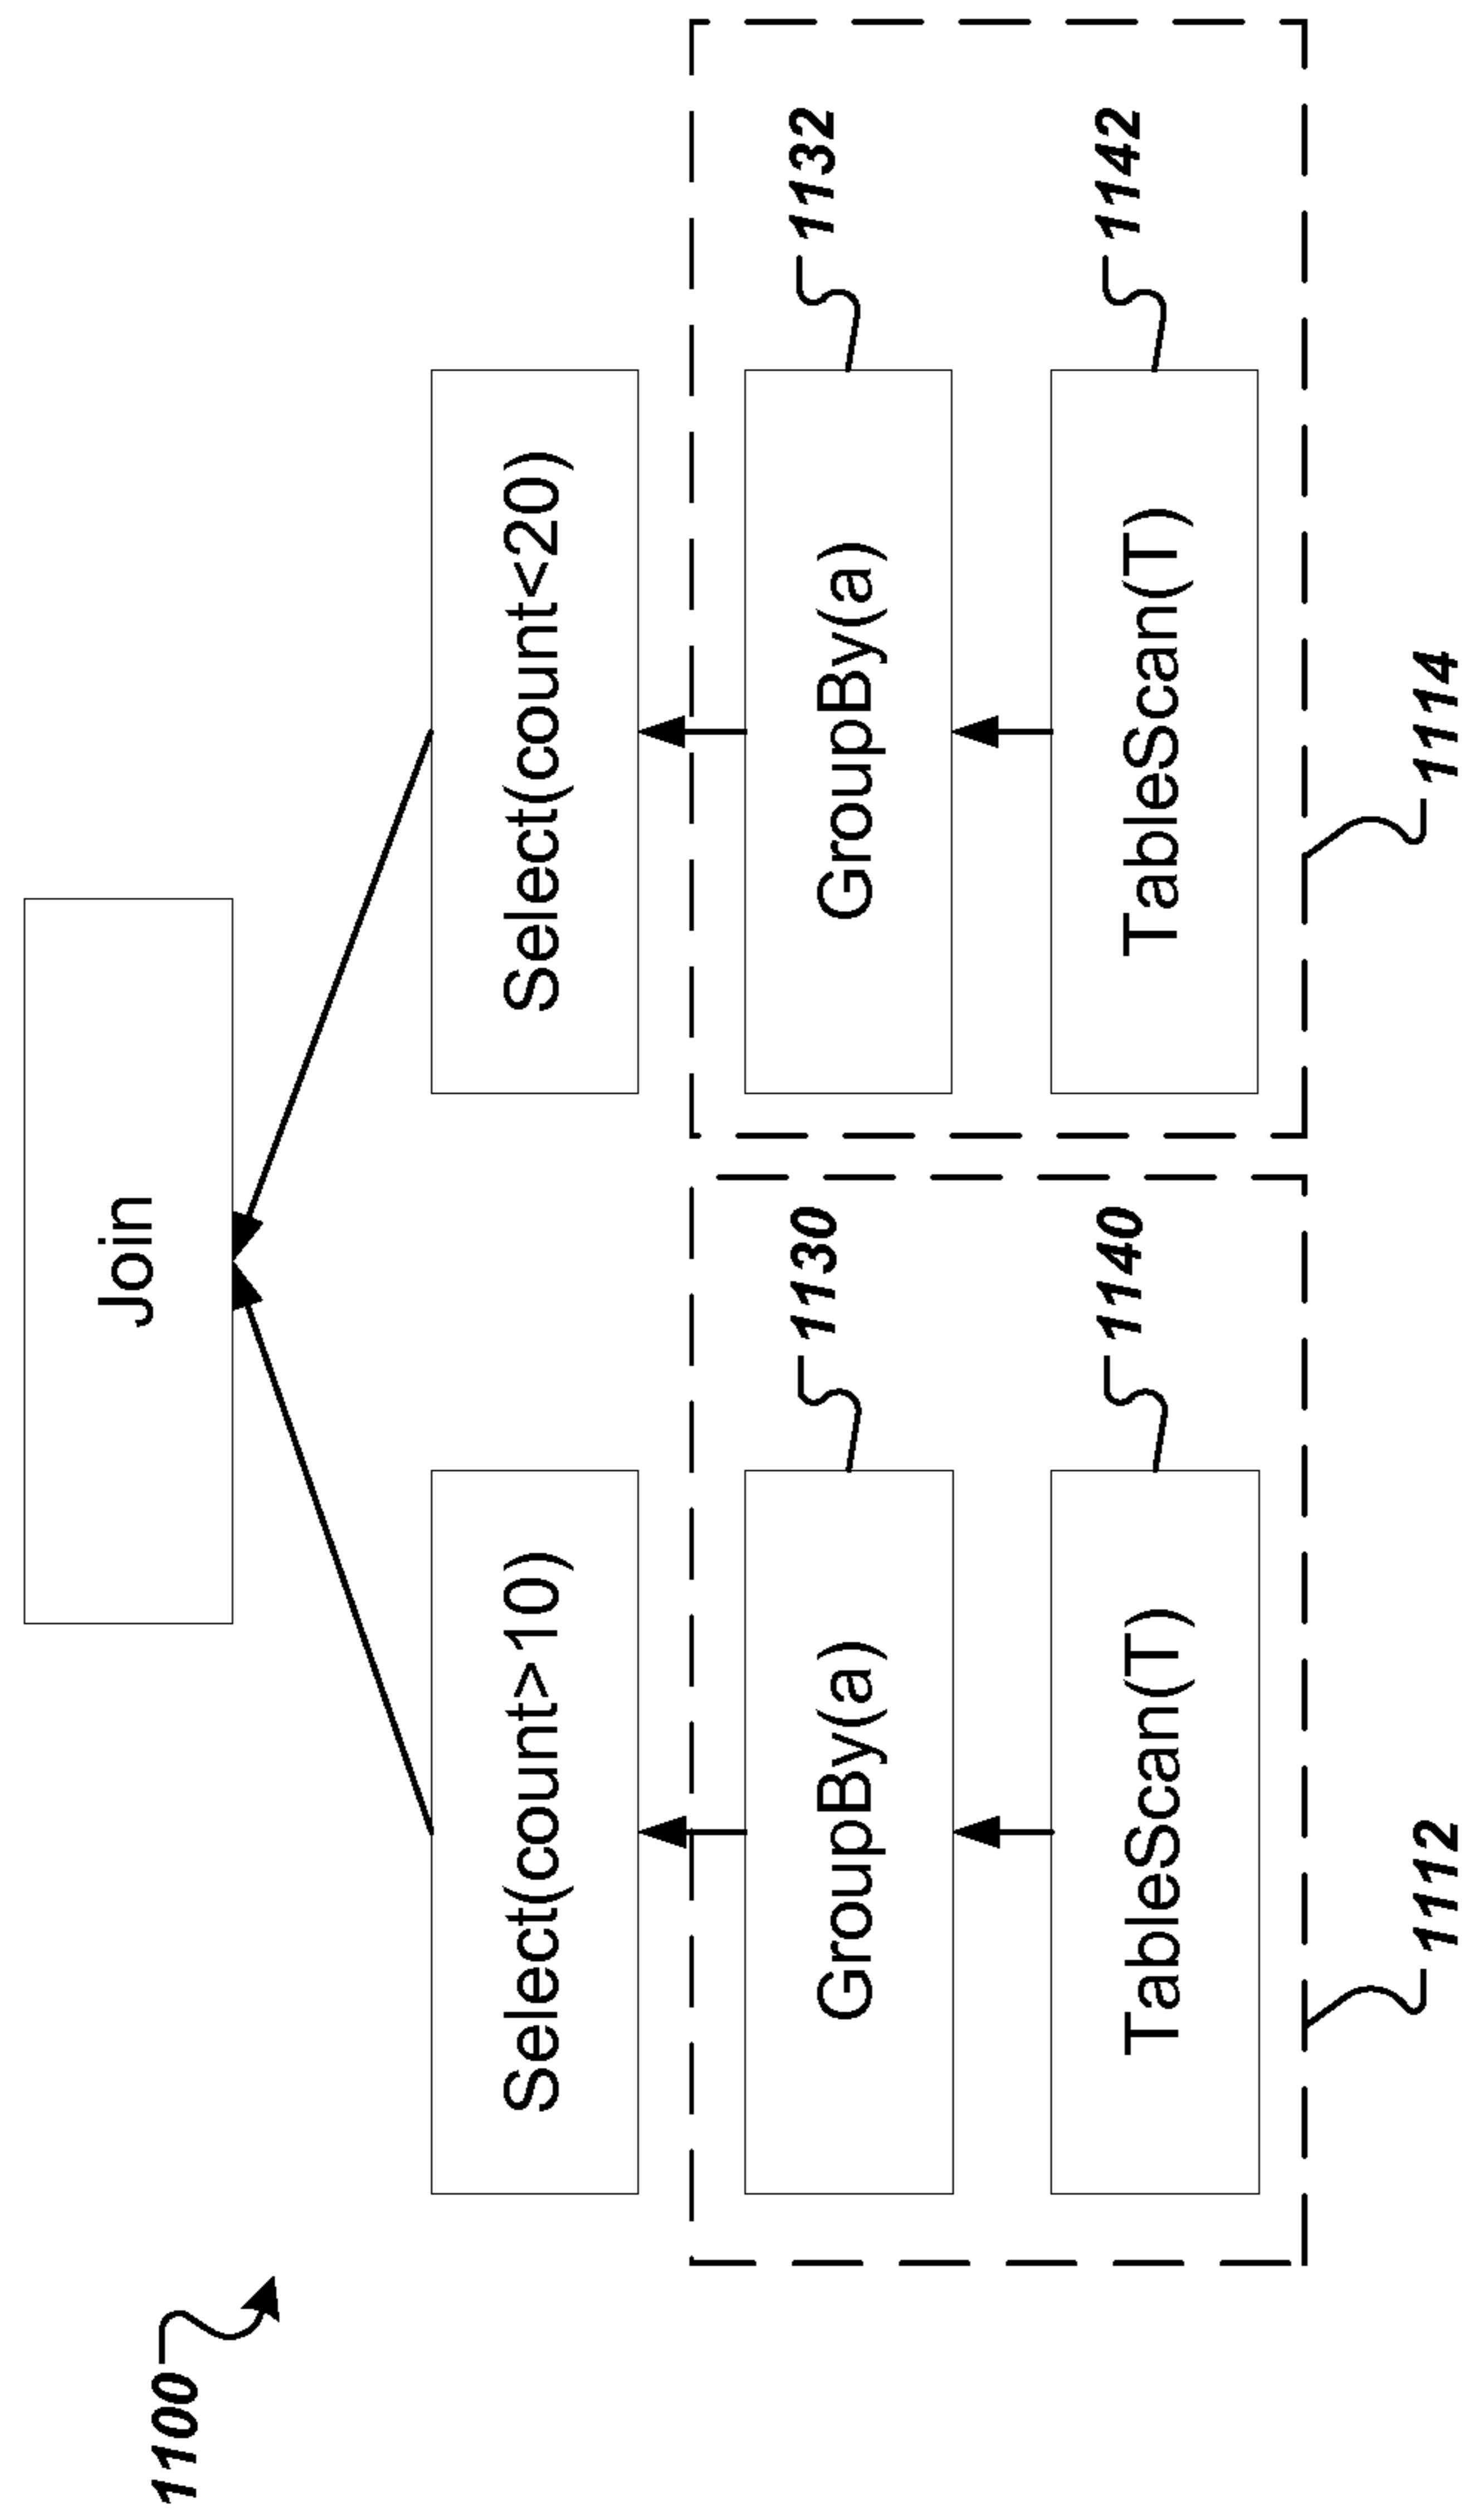 1100
Join
Select(count>10)
Select(count<20)
GroupBy(a)
1130
GroupBy(a)
1132
TableScan(T)
1140
TableScan(T)
1142
1112
1114